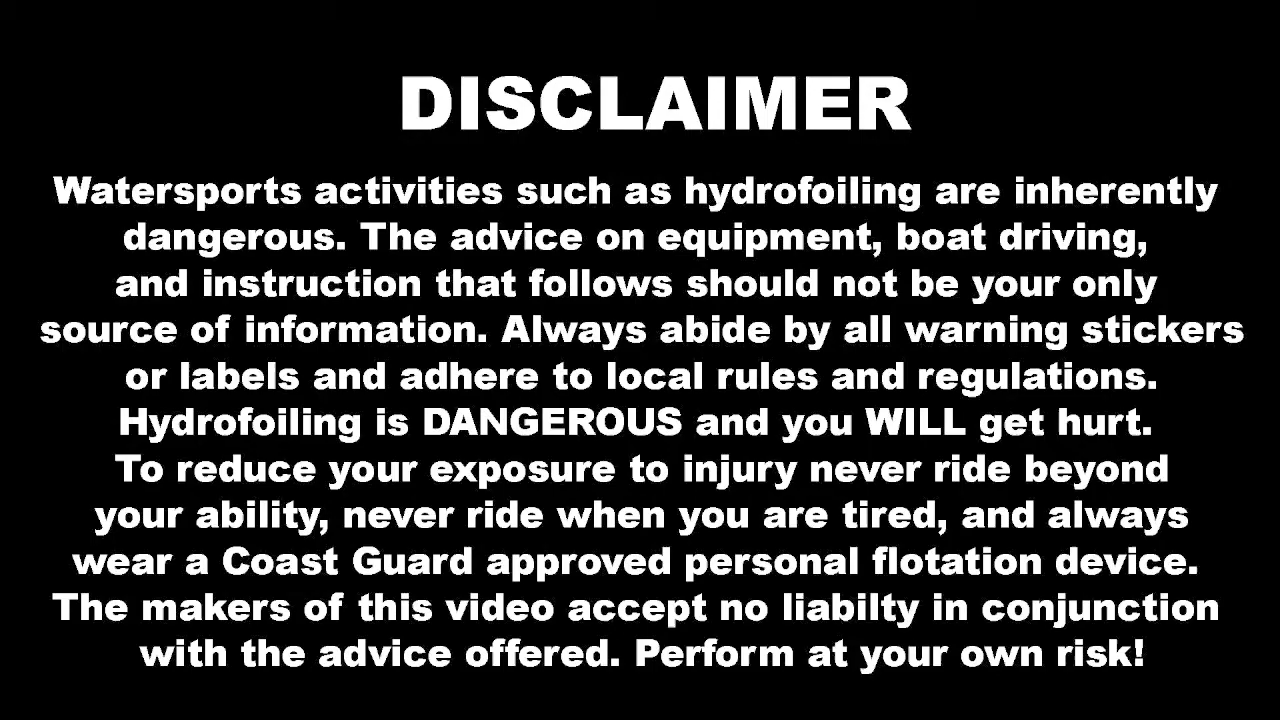 DISCLAIMER
Watersports activities such as hydrofoiling are inherently
dangerous. The advice on equipment, boat driving,
and instruction that follows should not be your only
source of information. Always abide by all warning stickers
or labels and adhere to local rules and regulations.
Hydrofoiling is DANGEROUS and you WILL get hurt.
To reduce your exposure to injury never ride beyond
your ability, never ride when you are tired, and always
wear a Coast Guard approved personal flotation device.
The makers of this video accept no liabilty in conjunction
with the advice offered. Perform at your own risk!